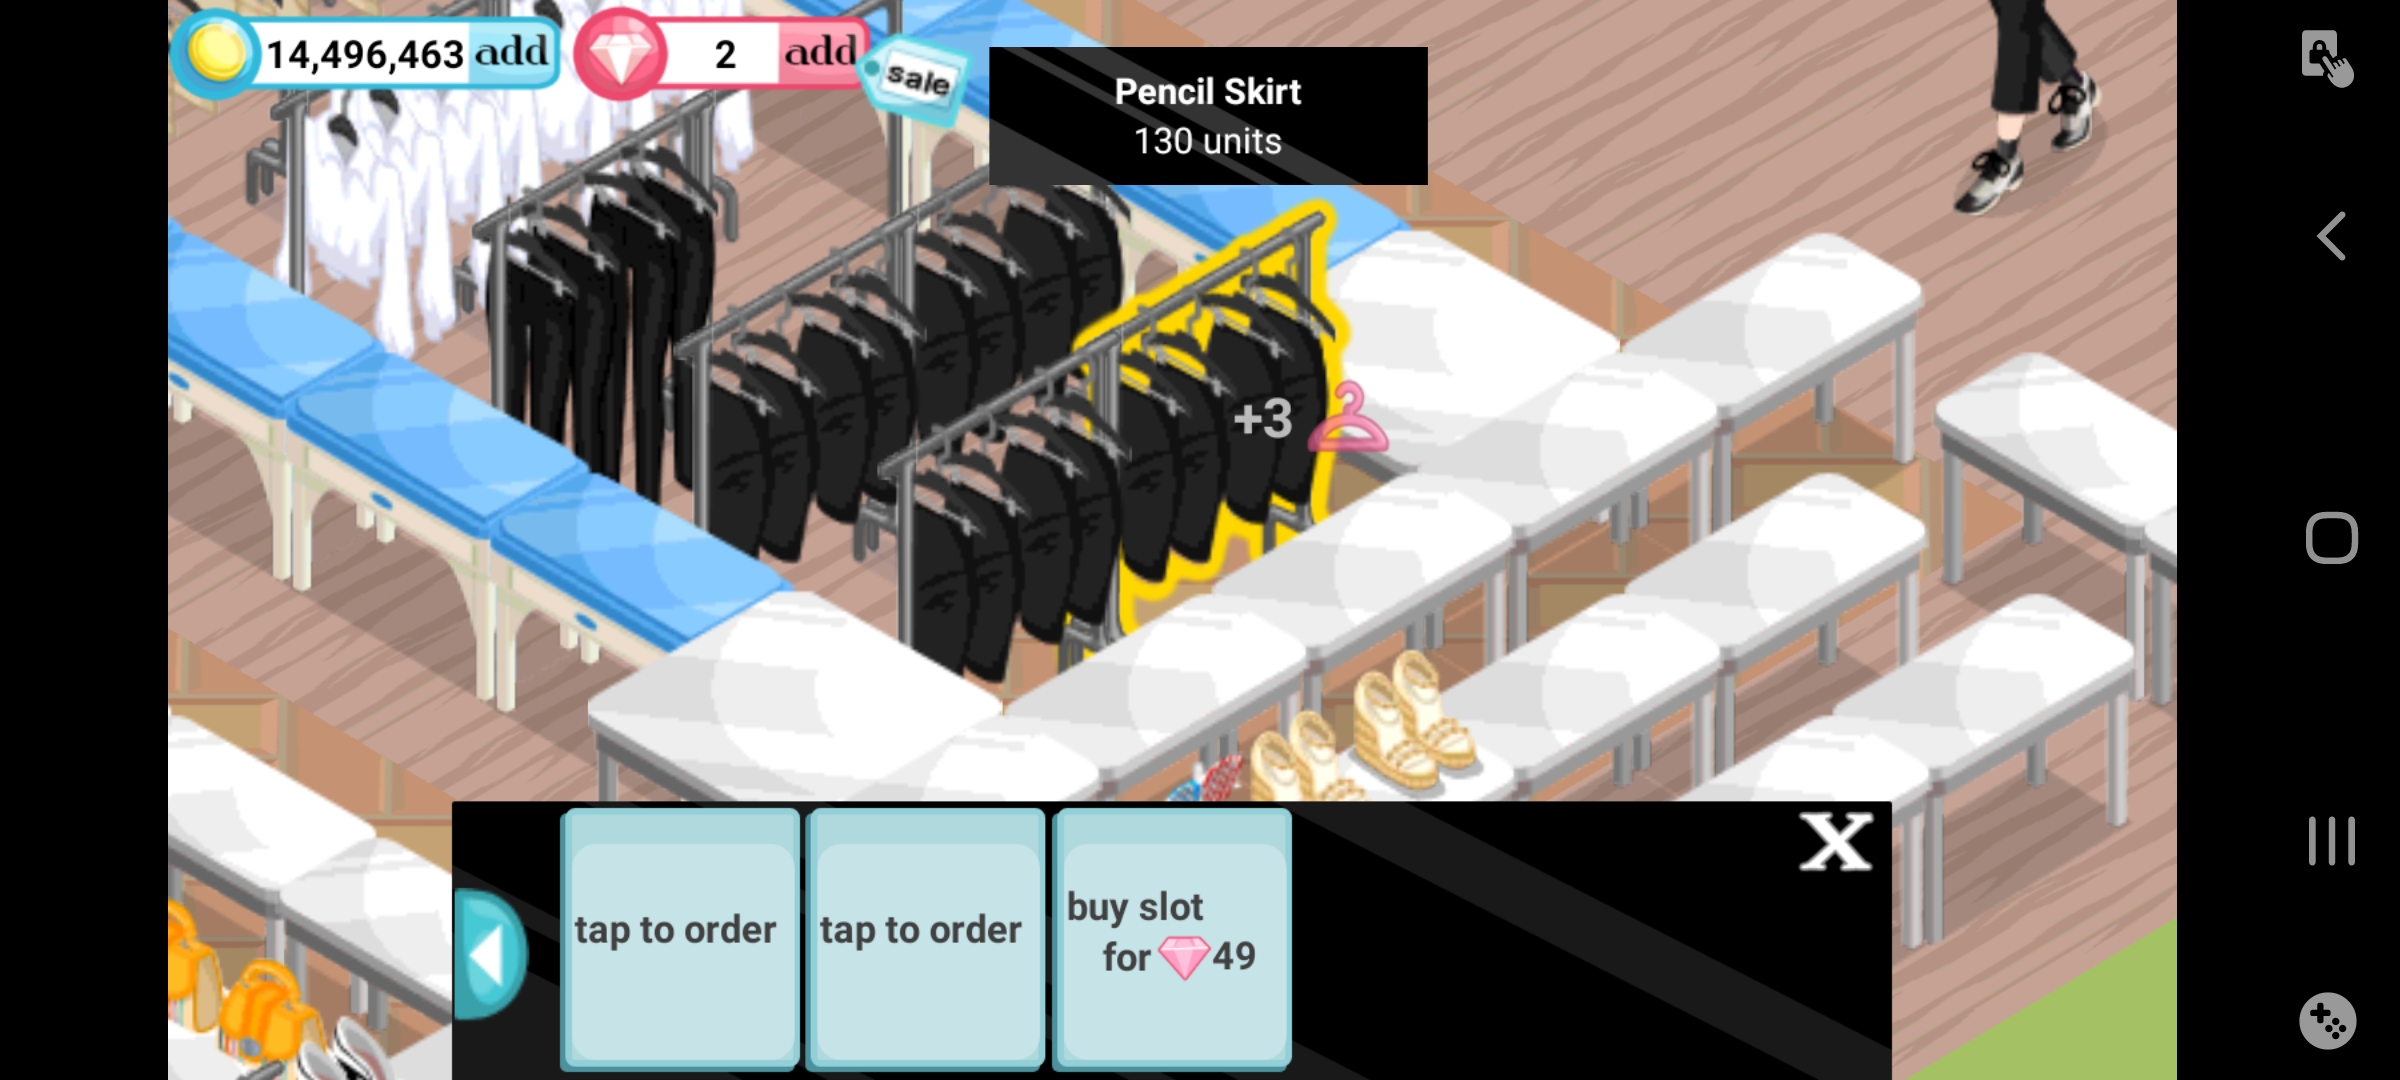 14,496,463 add
2 add
sale
Pencil Skirt
130 units
+3
tap to order
tap to order
buy slot
for 49
X